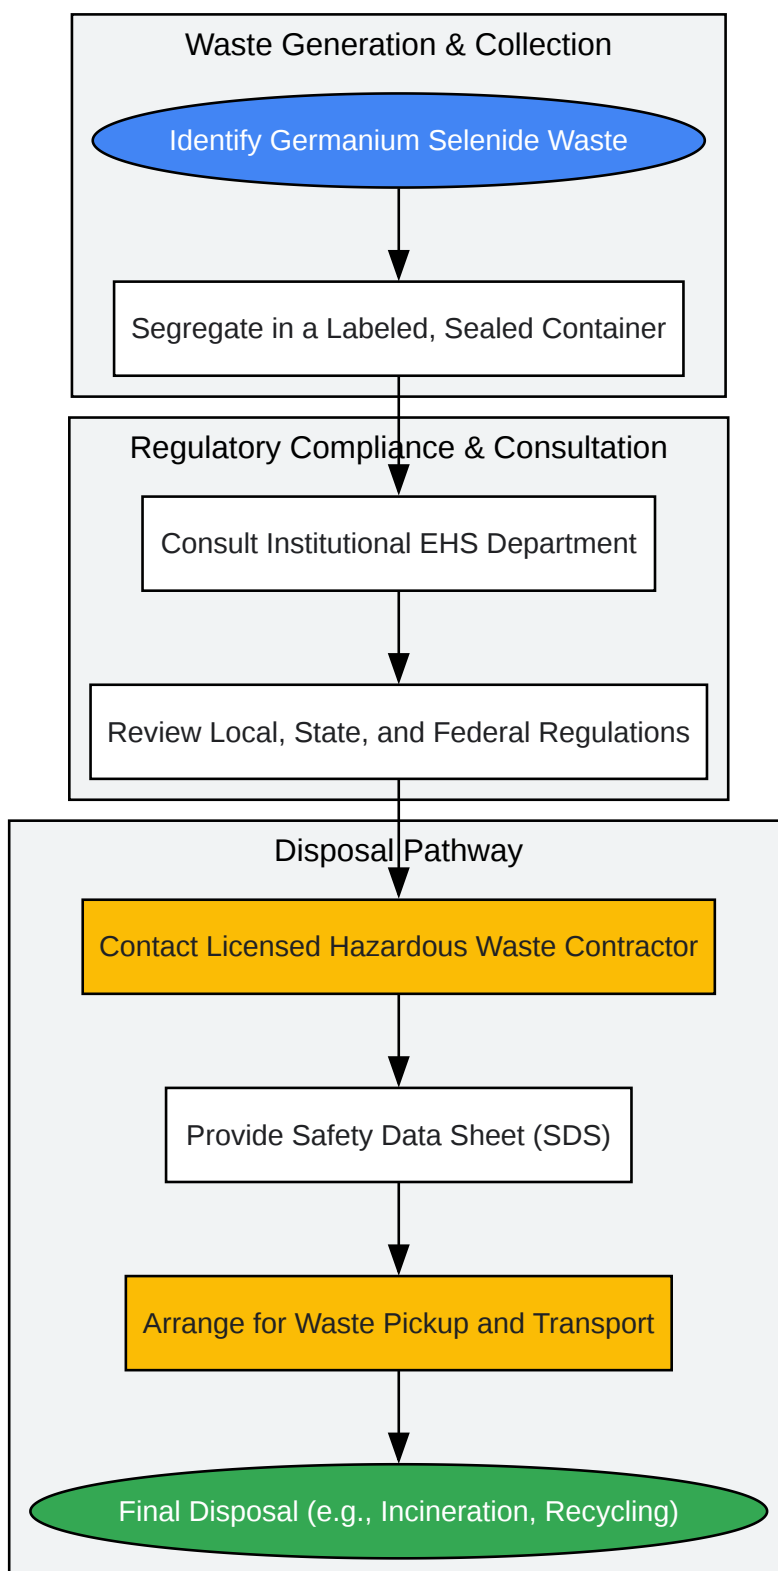 Waste Generation & Collection
Identify Germanium Selenide Waste
Segregate in a Labeled, Sealed Container
Regulatory Compliance & Consultation
Consult Institutional EHS Department
Review Local, State, and Federal Regulations
Disposal Pathway
Contact Licensed Hazardous Waste Contractor
Provide Safety Data Sheet (SDS)
Arrange for Waste Pickup and Transport
Final Disposal (e.g., Incineration, Recycling)